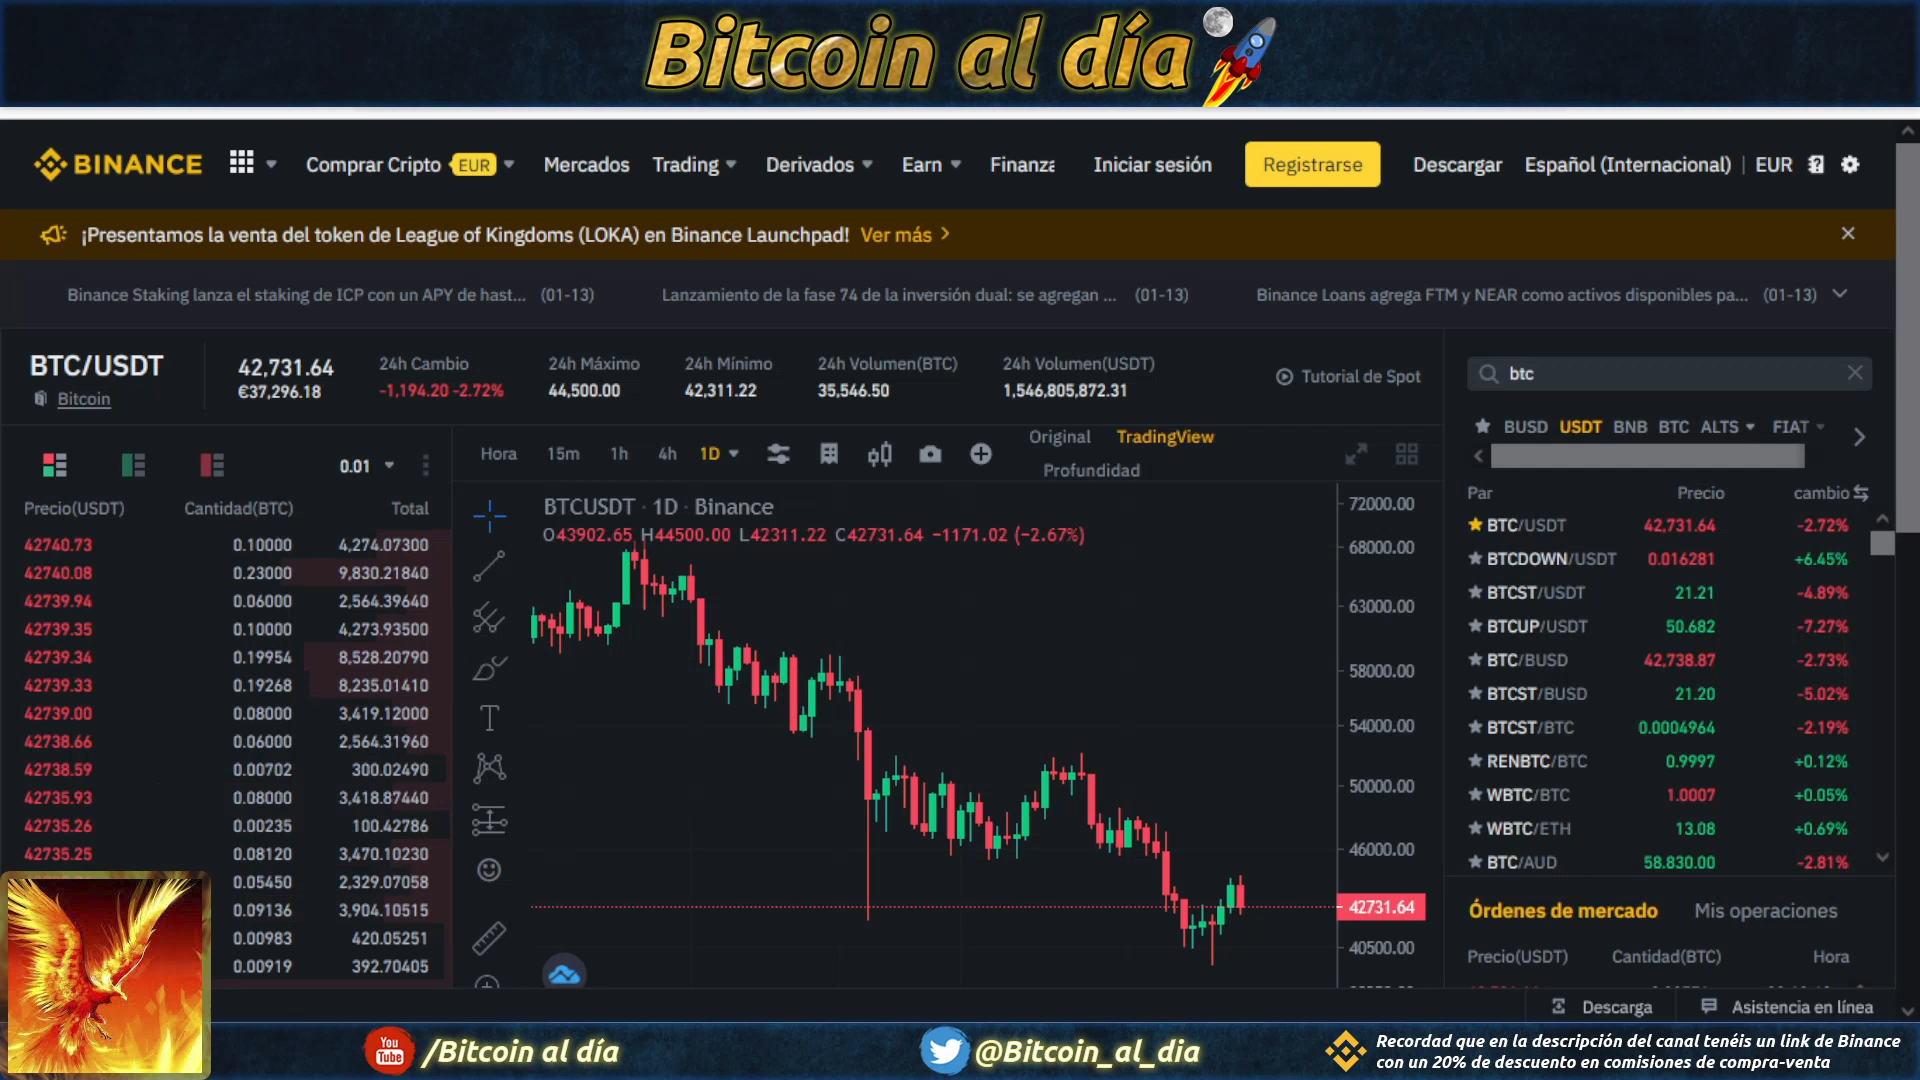 Bitcoin al día
BINANCE
Comprar Cripto EUR
Mercados
Trading
Derivados
Earn
Finanza
Iniciar sesión
Registrarse
Descargar
Español (Internacional) | EUR
¡Presentamos la venta del token de League of Kingdoms (LOKA) en Binance Launchpad! Ver más
Binance Staking lanza el staking de ICP con un APY de hast... (01-13)
Lanzamiento de la fase 74 de la inversión dual: se agregan ... (01-13)
Binance Loans agrega FTM y NEAR como activos disponibles pa... (01-13)
BTC/USDT
Bitcoin
42,731.64
€37,296.18
24h Cambio
-1,194.20 -2.72%
24h Máximo
44,500.00
24h Mínimo
42,311.22
24h Volumen(BTC)
35,546.50
24h Volumen(USDT)
1,546,805,872.31
Tutorial de Spot
0.01
Precio(USDT) Cantidad(BTC) Total
42740.73 0.10000 4,274.07300
42740.08 0.23000 9,830.21840
42739.94 0.06000 2,564.39640
42739.35 0.10000 4,273.93500
42739.34 0.19954 8,528.20790
42739.33 0.19268 8,235.01410
42739.00 0.08000 3,419.12000
42738.66 0.06000 2,564.31960
42738.59 0.00702 300.02490
42735.93 0.08000 3,418.87440
42735.26 0.00235 100.42786
42735.25 0.08120 3,470.10230
0.05450 2,329.07058
0.09136 3,904.10515
0.00983 420.05251
0.00919 392.70405
Hora 15m 1h 4h 1D
Original TradingView
Profundidad
BTCUSDT · 1D · Binance
O43902.65 H44500.00 L42311.22 C42731.64 −1171.02 (−2.67%)
72000.00
68000.00
63000.00
58000.00
54000.00
50000.00
46000.00
42731.64
40500.00
btc
BUSD USDT BNB BTC ALTS FIAT
Par Precio cambio
BTC/USDT 42,731.64 -2.72%
BTCDOWN/USDT 0.016281 +6.45%
BTCST/USDT 21.21 -4.89%
BTCUP/USDT 50.682 -7.27%
BTC/BUSD 42,738.87 -2.73%
BTCST/BUSD 21.20 -5.02%
BTCST/BTC 0.0004964 -2.19%
RENBTC/BTC 0.9997 +0.12%
WBTC/BTC 1.0007 +0.05%
WBTC/ETH 13.08 +0.69%
BTC/AUD 58.830.00 -2.81%
Órdenes de mercado Mis operaciones
Precio(USDT) Cantidad(BTC) Hora
Descarga
Asistencia en línea
You Tube
/Bitcoin al día
@Bitcoin_al_dia
Recordad que en la descripción del canal tenéis un link de Binance
con un 20% de descuento en comisiones de compra-venta